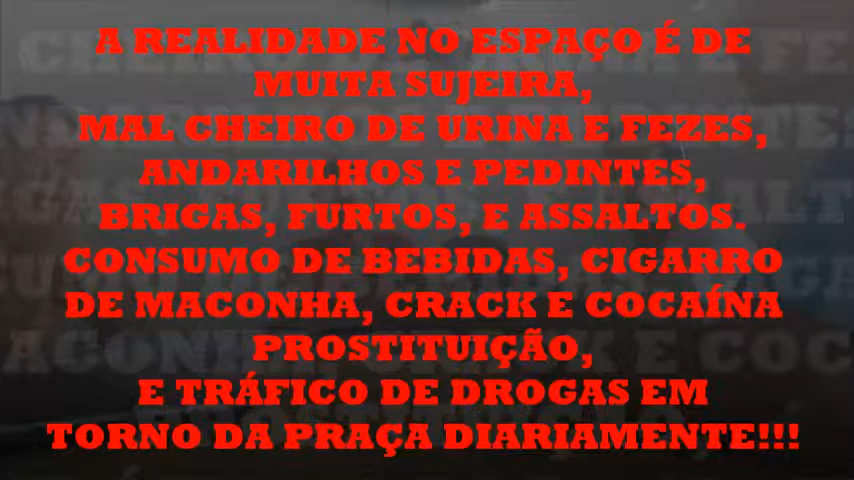 A REALIDADE NO ESPAÇO É DE
MUITA SUJEIRA,
MAL CHEIRO DE URINA E FEZES,
ANDARILHOS E PEDINTES,
BRIGAS, FURTOS, E ASSALTOS.
CONSUMO DE BEBIDAS, CIGARRO
DE MACONHA, CRACK E COCAÍNA
PROSTITUIÇÃO,
E TRÁFICO DE DROGAS EM
TORNO DA PRAÇA DIARIAMENTE!!!